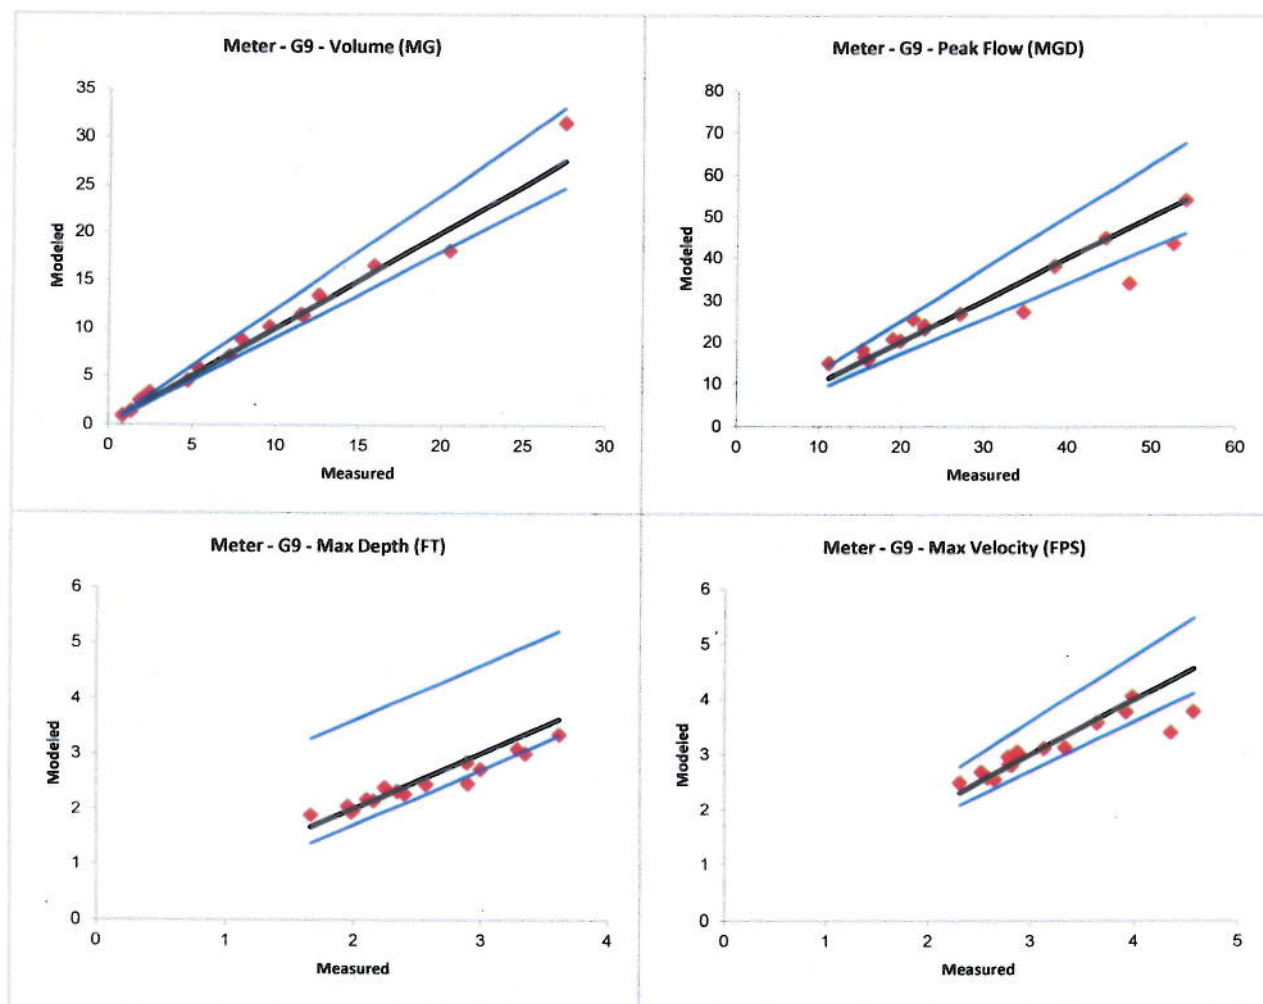 Meter - G9 - Volume (MG)
35
30
25
20
15
10
5
0
Modeled
0 5 10 15 20 25 30
Measured
Meter - G9 - Peak Flow (MGD)
80
70
60
50
40
30
20
10
0
Modeled
0 10 20 30 40 50 60
Measured
Meter - G9 - Max Depth (FT)
6
5
4
3
2
1
0
Modeled
0 1 2 3 4
Measured
Meter - G9 - Max Velocity (FPS)
6
5
4
3
2
1
0
Modeled
0 1 2 3 4 5
Measured